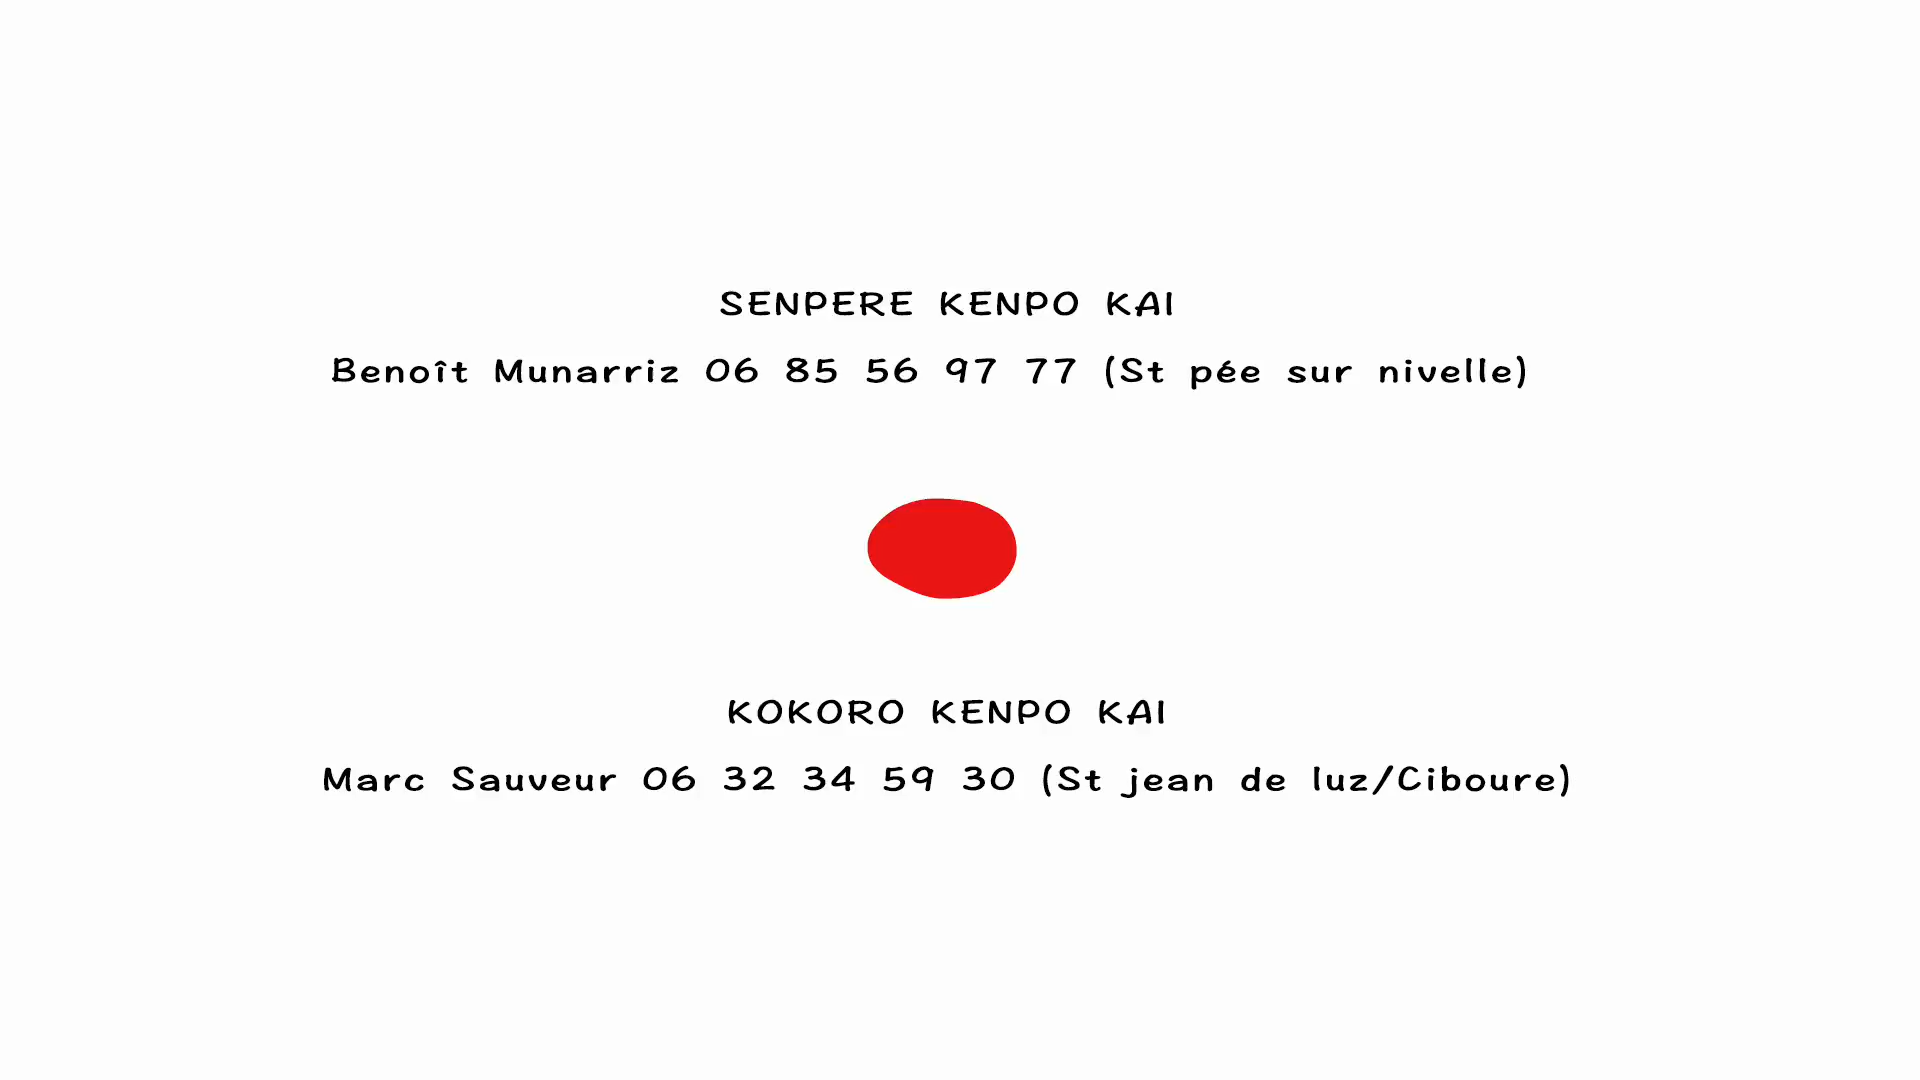 SENPERE KENPO KAI
Benoît Munarriz 06 85 56 97 77 (St pée sur nivelle)
KOKORO KENPO KAI
Marc Sauveur 06 32 34 59 30 (St jean de luz/Ciboure)